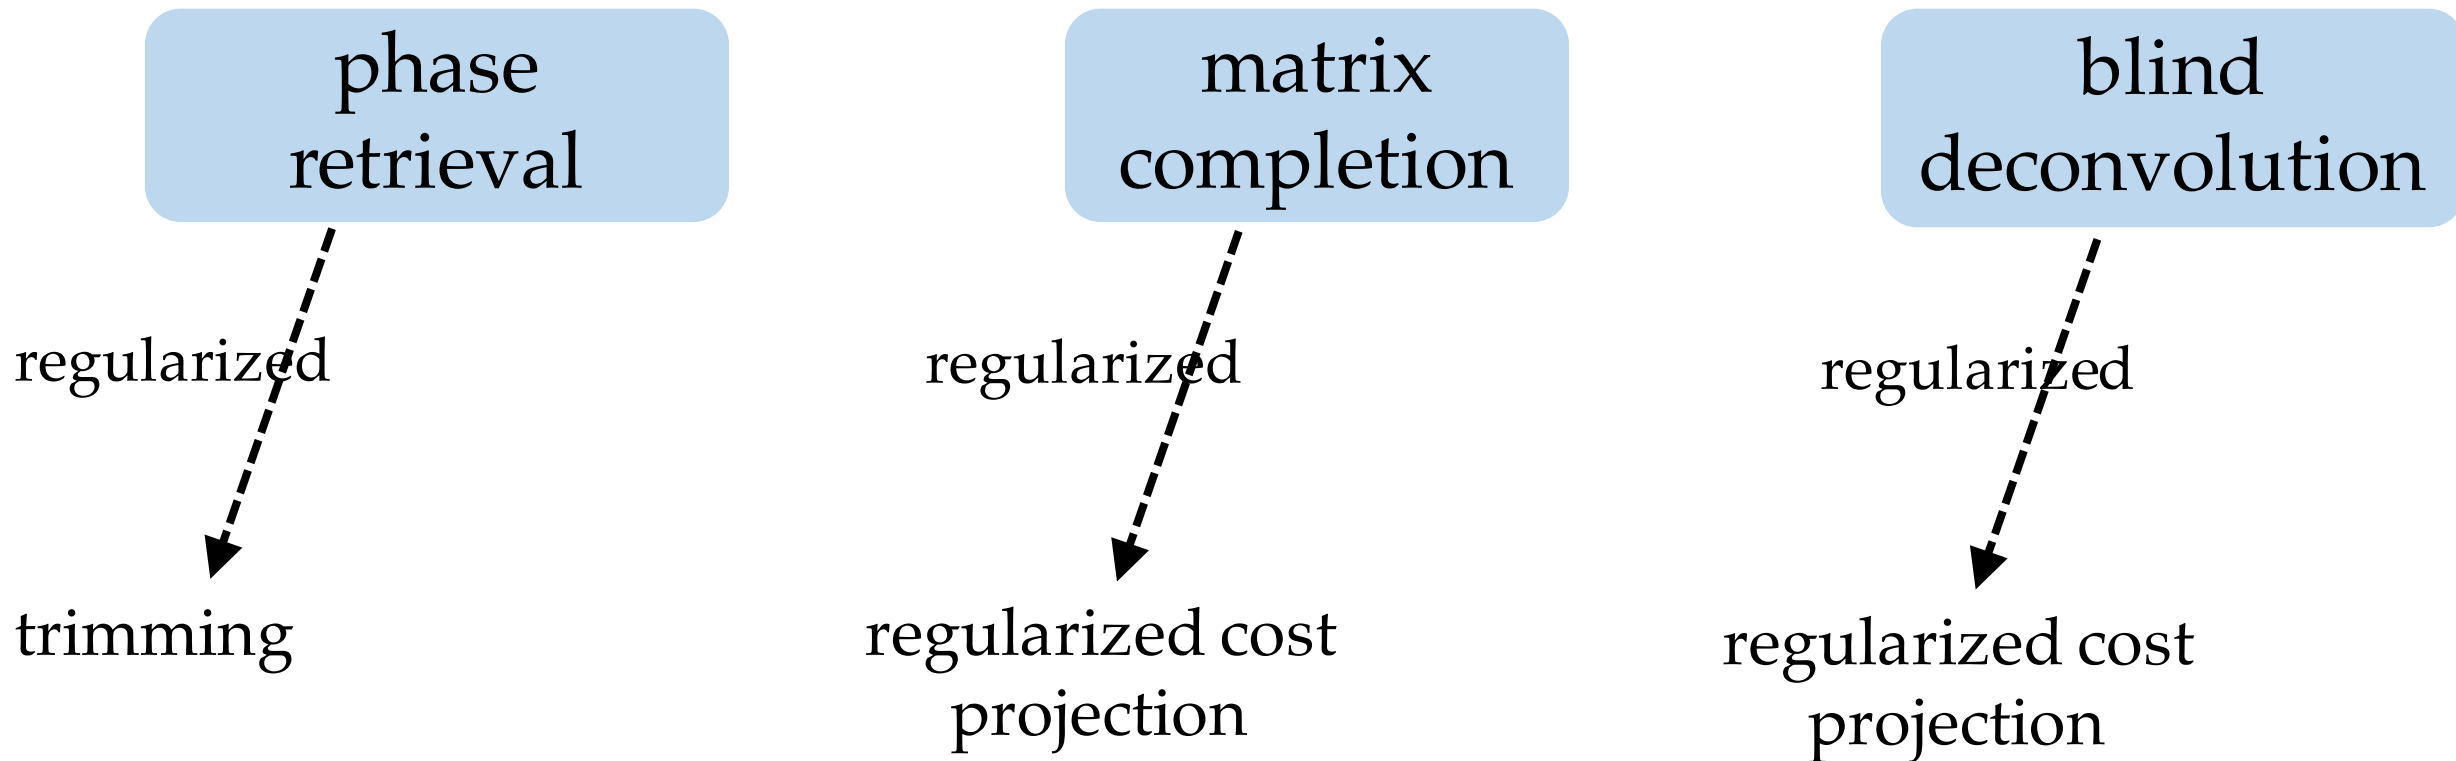 phase
retrieval
regularized
trimming
matrix
completion
regularized
regularized cost
projection
blind
deconvolution
regularized
regularized cost
projection